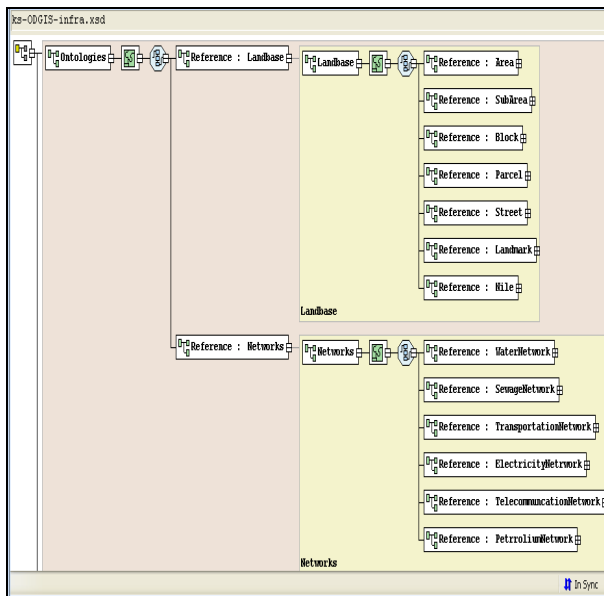 ks-ODGIS-infra.xsd
Ontologies
Reference : Landbase
Landbase
Reference : Area
Reference : SubArea
Reference : Block
Reference : Parcel
Reference : Street
Reference : Landmark
Reference : Nile
Landbase
Reference : Networks
Networks
Reference : WaterNetwork
Reference : SewageNetwork
Reference : TransportationNetwork
Reference : ElectricityNetrwork
Reference : TelecommuncationNetwork
Reference : PetrroliumNetwork
Networks
In Sync